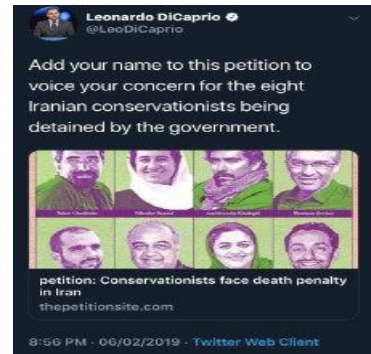 Leonardo DiCaprio
@LeoDiCaprio
Add your name to this petition to
voice your concern for the eight
Iranian conservationists being
detained by the government.
petition: Conservationists face death penalty
in Iran
thepetitionsite.com
8:56 PM · 06/02/2019 · Twitter Web Client